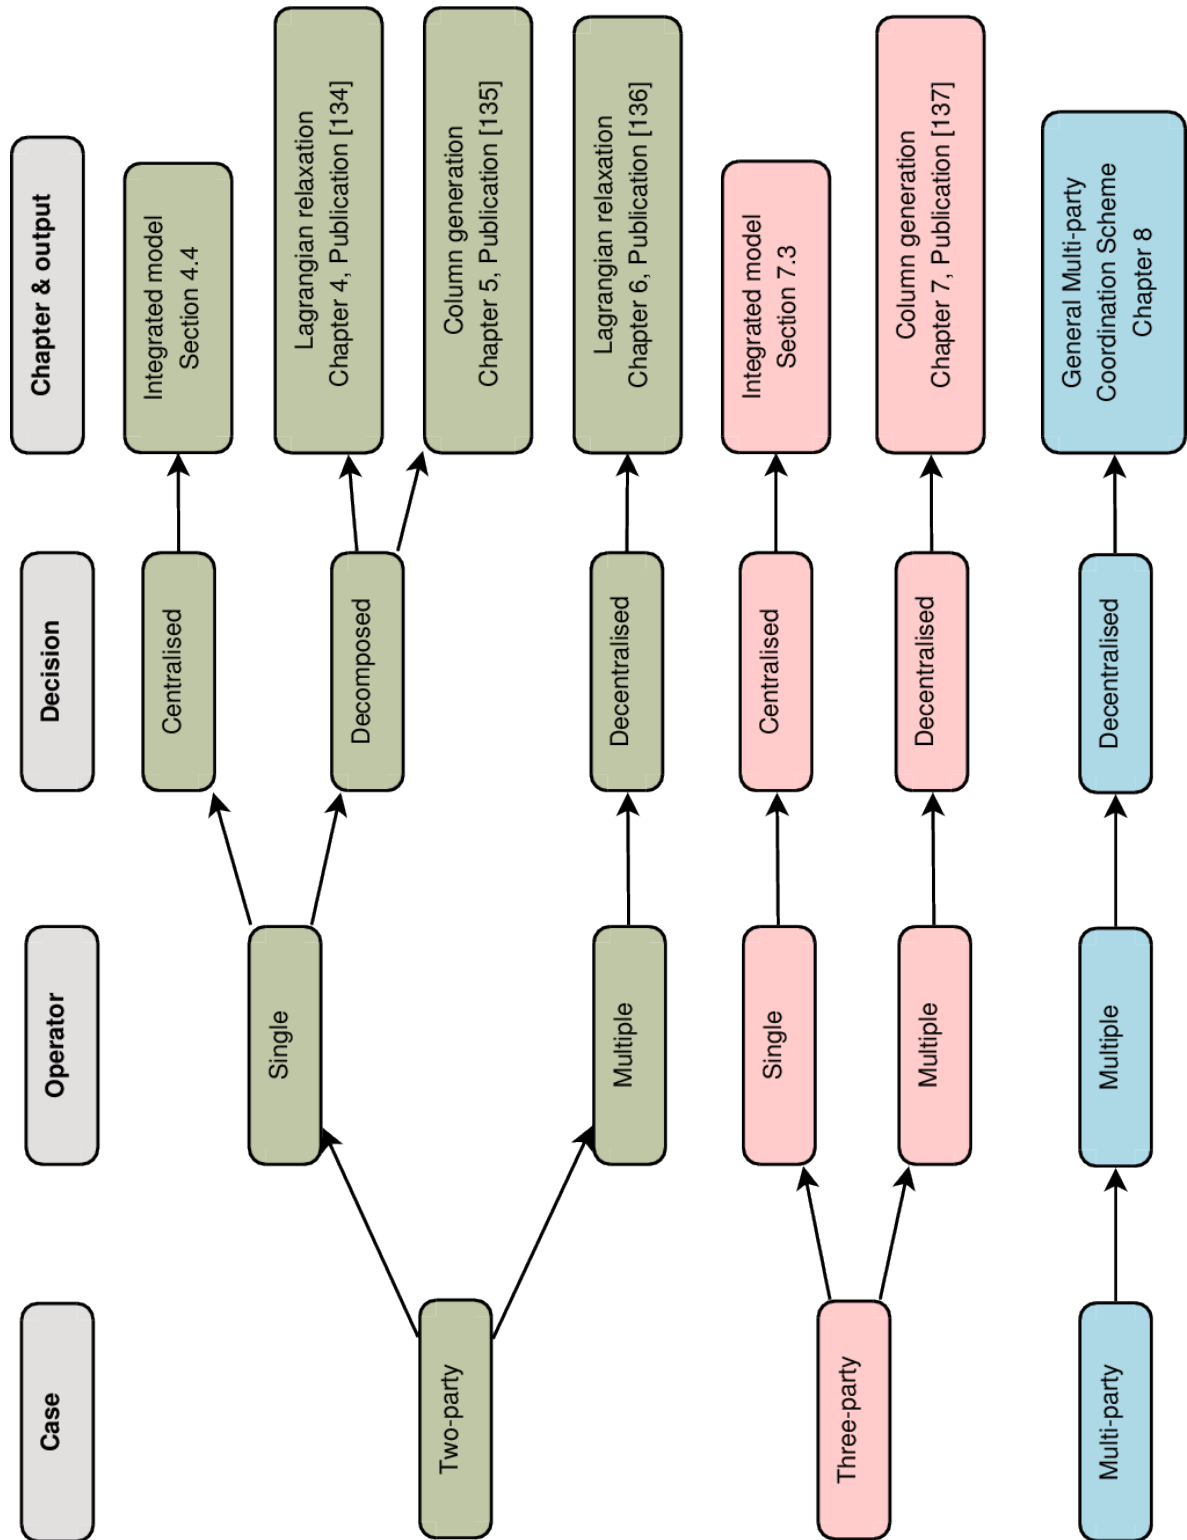 Case
Operator
Decision
Chapter & output
Two-party
Single
Centralised
Integrated model
Section 4.4
Decomposed
Lagrangian relaxation
Chapter 4, Publication [134]
Column generation
Chapter 5, Publication [135]
Multiple
Decentralised
Lagrangian relaxation
Chapter 6, Publication [136]
Three-party
Single
Centralised
Integrated model
Section 7.3
Multiple
Decentralised
Column generation
Chapter 7, Publication [137]
Multi-party
Multiple
Decentralised
General Multi-party
Coordination Scheme
Chapter 8